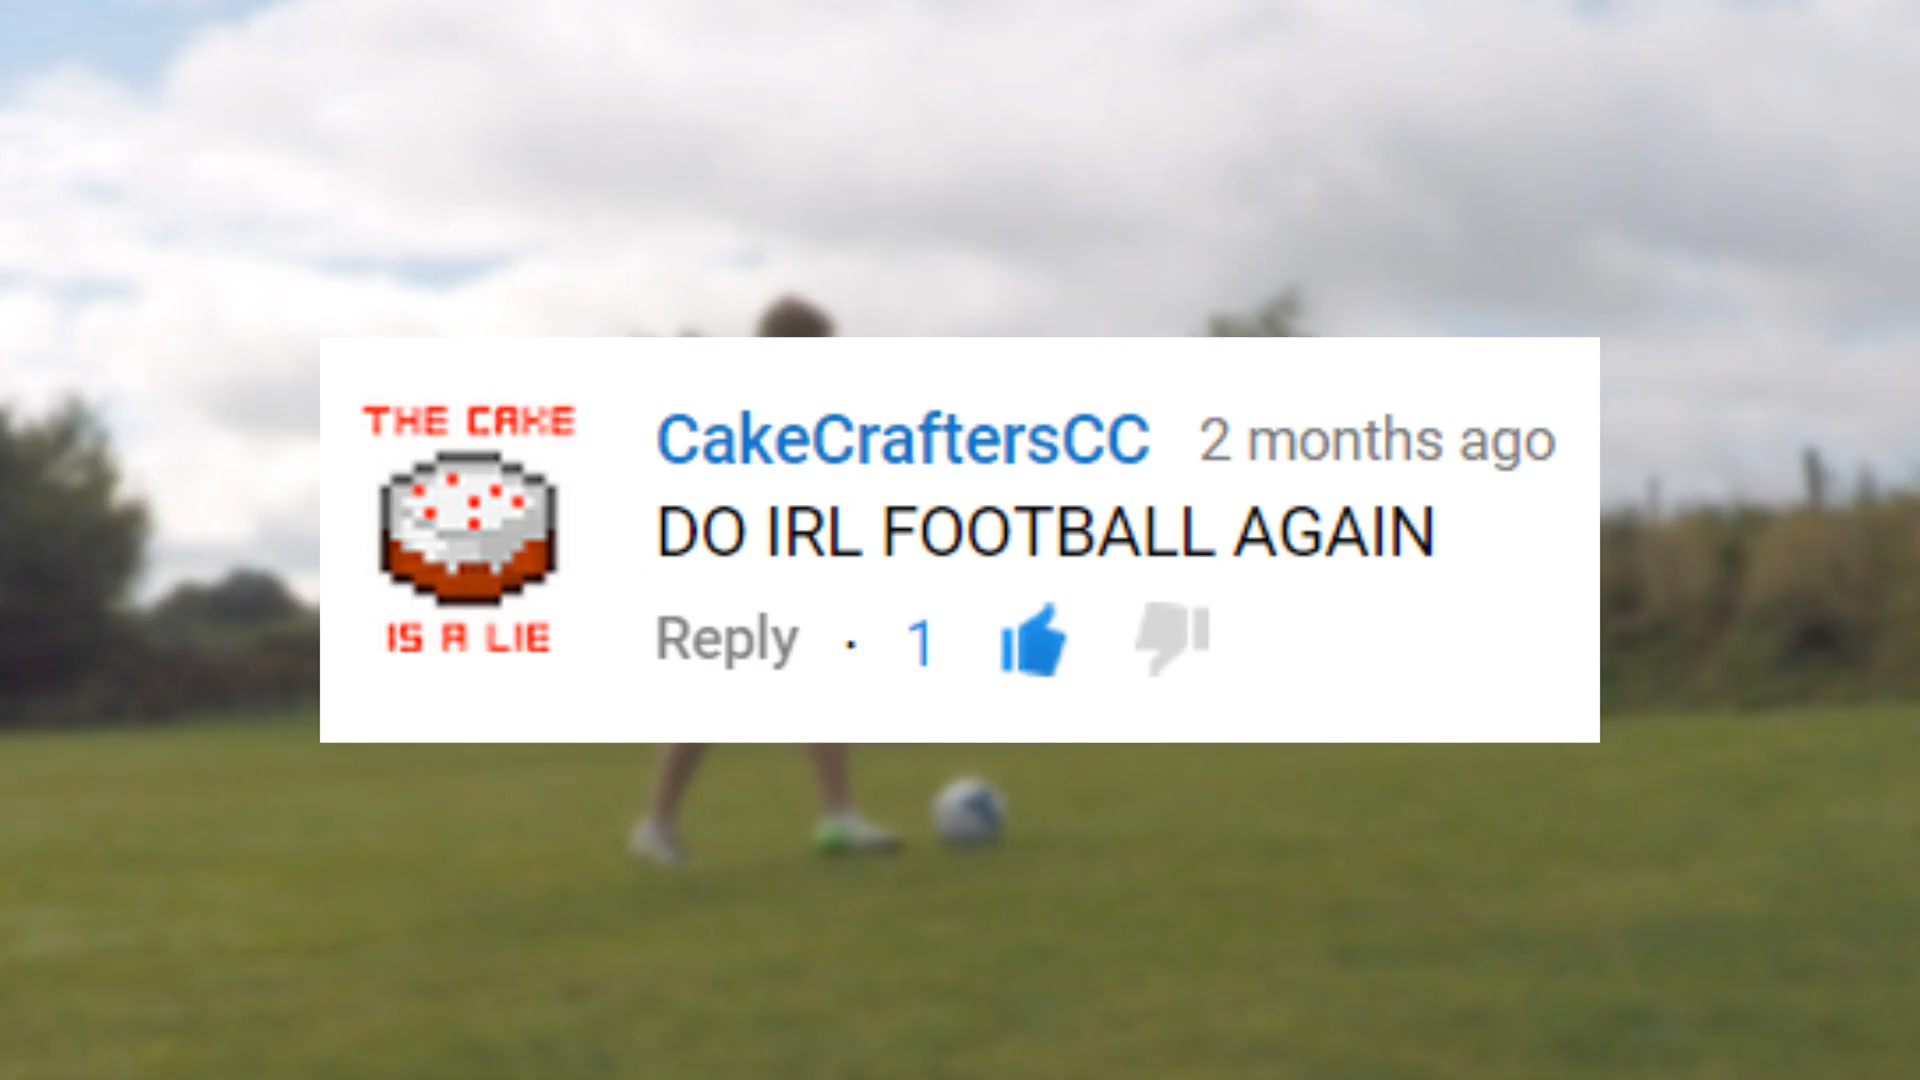 THE CAKE
IS A LIE
CakeCraftersCC 2 months ago
DO IRL FOOTBALL AGAIN
Reply · 1